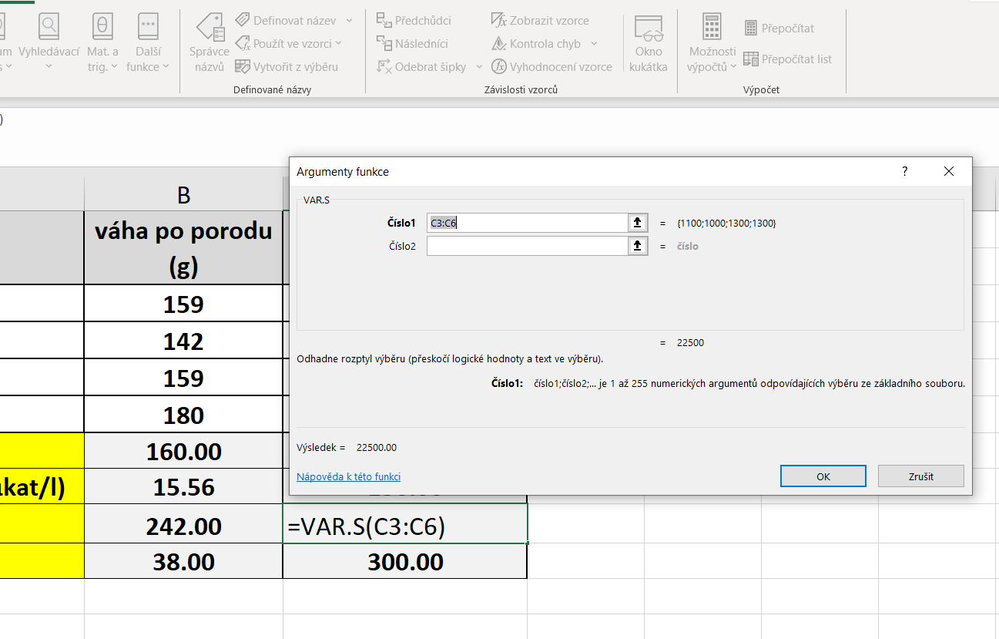 Vyhledávací
Mat. a
trig.
Další
funkce
Správce
názvů
Definovat název
Použít ve vzorci
Vytvořit z výběru
Definované názvy
Předchůdci
Následníci
Odebrat šipky
Zobrazit vzorce
Kontrola chyb
Vyhodnocení vzorce
Závislosti vzorců
Okno
kukátka
Možnosti
výpočtů
Přepočítat
Přepočítat list
Výpočet
)
B
váha po porodu
(g)
159
142
159
180
160.00
ukat/l) 15.56
242.00 =VAR.S(C3:C6)
38.00 300.00
Argumenty funkce ?
VAR.S
Číslo1 C3:C6 = {1100;1000;1300;1300}
Číslo2 = číslo
= 22500
Odhadne rozptyl výběru (přeskočí logické hodnoty a text ve výběru).
Číslo1: číslo1;číslo2;... je 1 až 255 numerických argumentů odpovídajících výběru ze základního souboru.
Výsledek = 22500.00
Nápověda k této funkci OK Zrušit